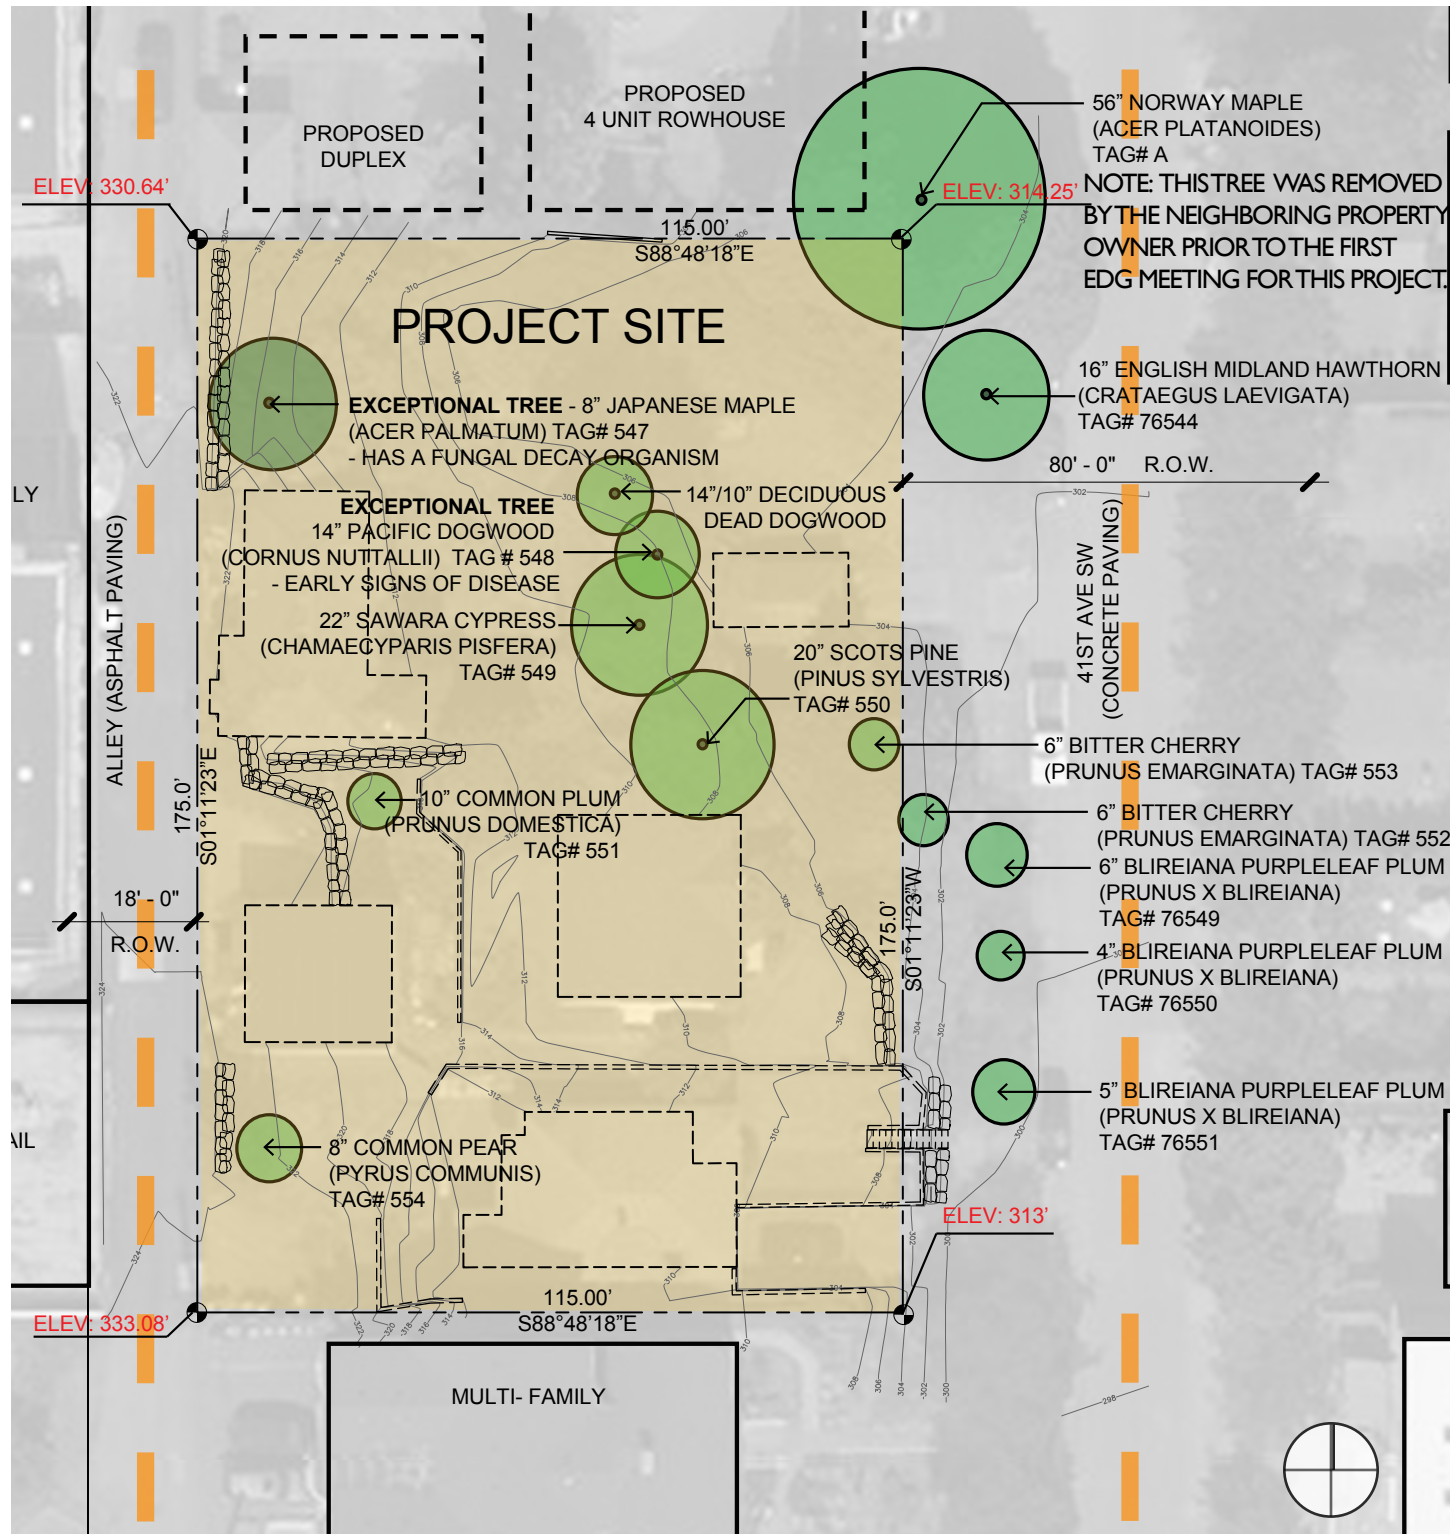 PROPOSED
DUPLEX
PROPOSED
4 UNIT ROWHOUSE
56” NORWAY MAPLE
(ACER PLATANOIDES)
TAG# A
NOTE: THIS TREE WAS REMOVED
BY THE NEIGHBORING PROPERTY
OWNER PRIOR TO THE FIRST
EDG MEETING FOR THIS PROJECT.
ELEV: 330.64’
ELEV: 314.25’
115.00’
S88°48’18”E
PROJECT SITE
16” ENGLISH MIDLAND HAWTHORN
(CRATAEGUS LAEVIGATA)
TAG# 76544
EXCEPTIONAL TREE - 8” JAPANESE MAPLE
(ACER PALMATUM) TAG# 547
- HAS A FUNGAL DECAY ORGANISM
80' - 0"
R.O.W.
LY
14”/10” DECIDUOUS
DEAD DOGWOOD
EXCEPTIONAL TREE
14” PACIFIC DOGWOOD
(CORNUS NUTTALLII) TAG # 548
- EARLY SIGNS OF DISEASE
22” SAWARA CYPRESS
(CHAMAECYPARIS PISFERA)
TAG# 549
20” SCOTS PINE
(PINUS SYLVESTRIS)
TAG# 550
ALLEY (ASPHALT PAVING)
41ST AVE SW
(CONCRETE PAVING)
6” BITTER CHERRY
(PRUNUS EMARGINATA) TAG# 553
6” BITTER CHERRY
(PRUNUS EMARGINATA) TAG# 552
10” COMMON PLUM
(PRUNUS DOMESTICA)
TAG# 551
175.0’
S01°11’23”E
6” BLIREIANA PURPLELEAF PLUM
(PRUNUS X BLIREIANA)
TAG# 76549
18' - 0"
R.O.W.
175.0’
S01°11’23”W
4” BLIREIANA PURPLELEAF PLUM
(PRUNUS X BLIREIANA)
TAG# 76550
5” BLIREIANA PURPLELEAF PLUM
(PRUNUS X BLIREIANA)
TAG# 76551
AIL
8” COMMON PEAR
(PYRUS COMMUNIS)
TAG# 554
ELEV: 313’
115.00’
S88°48’18”E
ELEV: 333.08’
MULTI- FAMILY